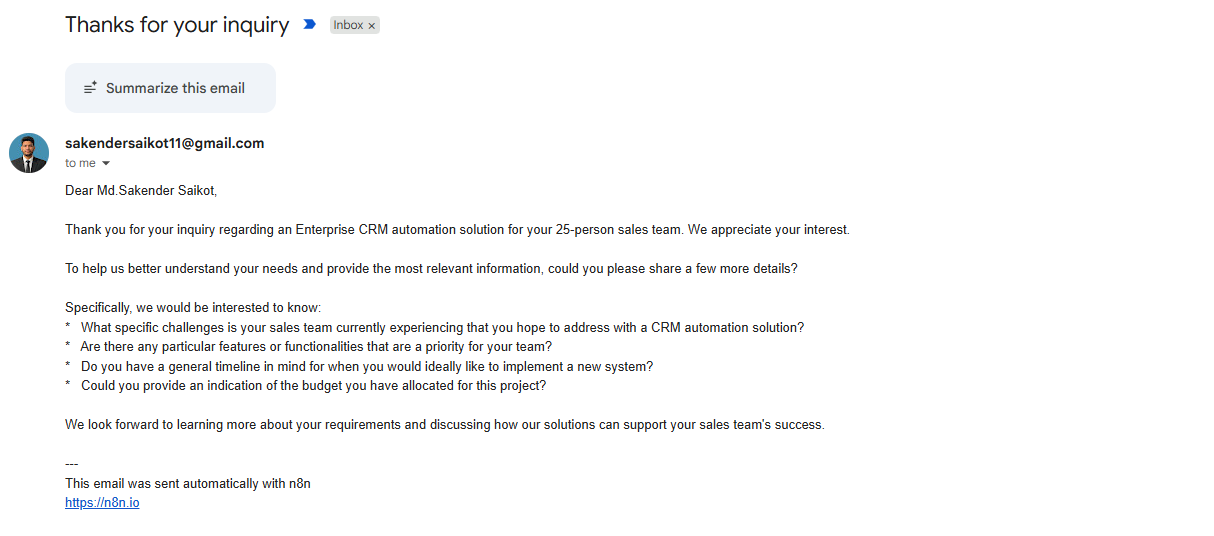 Thanks for your inquiry
Inbox x
Summarize this email
sakendersaikot11@gmail.com
to me
Dear Md.Sakender Saikot,
Thank you for your inquiry regarding an Enterprise CRM automation solution for your 25-person sales team. We appreciate your interest.
To help us better understand your needs and provide the most relevant information, could you please share a few more details?
Specifically, we would be interested to know:
* What specific challenges is your sales team currently experiencing that you hope to address with a CRM automation solution?
* Are there any particular features or functionalities that are a priority for your team?
* Do you have a general timeline in mind for when you would ideally like to implement a new system?
* Could you provide an indication of the budget you have allocated for this project?
We look forward to learning more about your requirements and discussing how our solutions can support your sales team's success.
---
This email was sent automatically with n8n
https://n8n.io